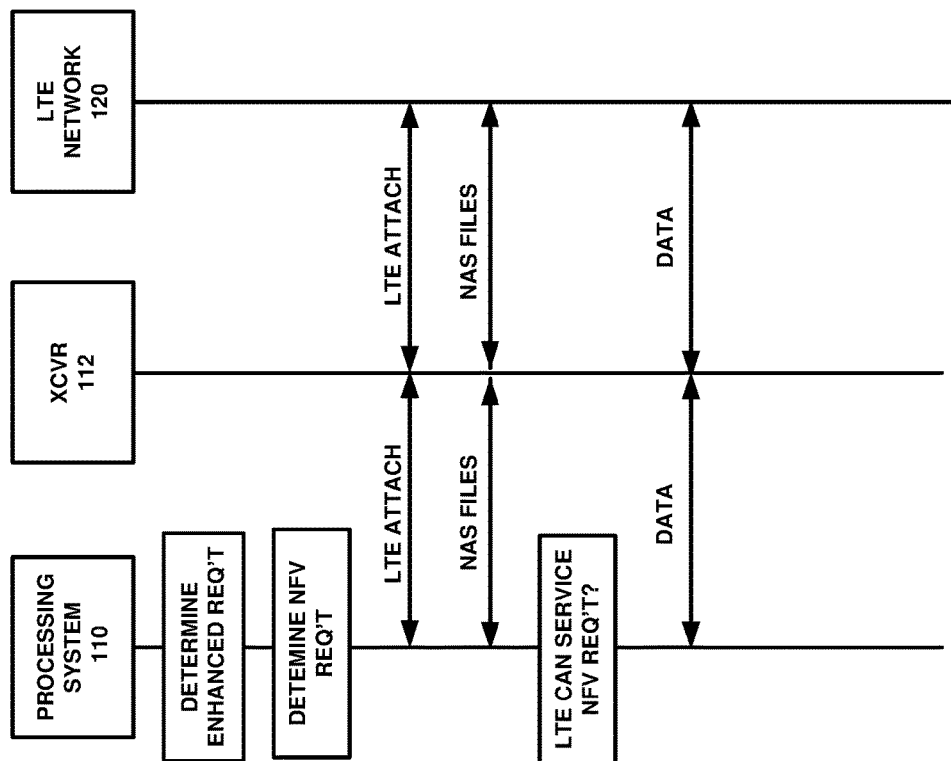 PROCESSING
SYSTEM
110
XCVR
112
LTE
NETWORK
120
DETERMINE
ENHANCED REQ'T
DETEMINE NFV
REQ'T
LTE ATTACH
LTE ATTACH
NAS FILES
NAS FILES
LTE CAN SERVICE
NFV REQ'T?
DATA
DATA